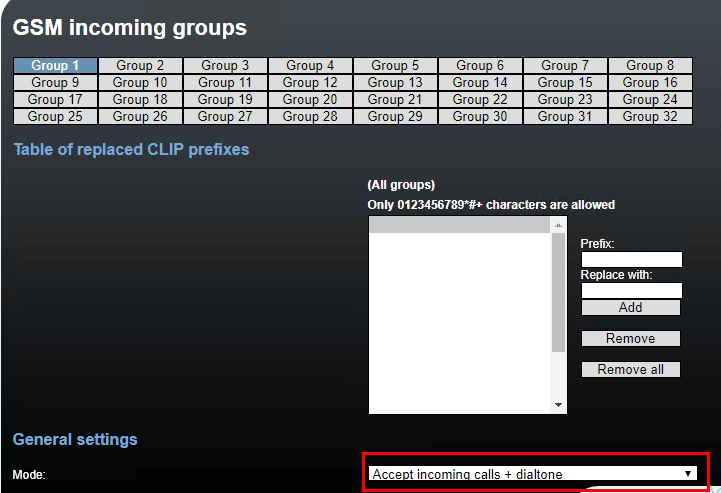 GSM incoming groups
Group 1 Group 2 Group 3 Group 4 Group 5 Group 6 Group 7 Group 8
Group 9 Group 10 Group 11 Group 12 Group 13 Group 14 Group 15 Group 16
Group 17 Group 18 Group 19 Group 20 Group 21 Group 22 Group 23 Group 24
Group 25 Group 26 Group 27 Group 28 Group 29 Group 30 Group 31 Group 32
Table of replaced CLIP prefixes
(All groups)
Only 0123456789*#+ characters are allowed
Prefix:
Replace with:
Add
Remove
Remove all
General settings
Mode: Accept incoming calls + dialtone